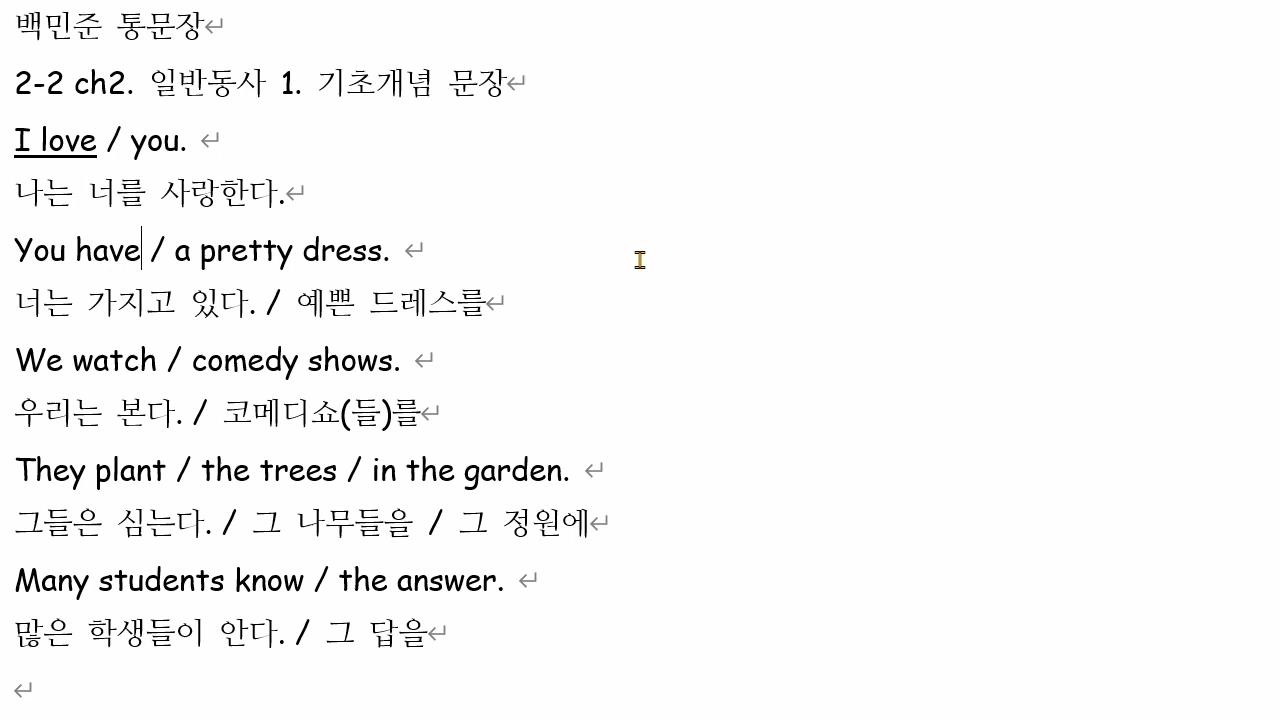 백민준 통문장
2-2 ch2. 일반동사 1. 기초개념 문장
I love / you.
나는 너를 사랑한다.
You have / a pretty dress.
너는 가지고 있다. / 예쁜 드레스를
We watch / comedy shows.
우리는 본다. / 코메디쇼(들)를
They plant / the trees / in the garden.
그들은 심는다. / 그 나무들을 / 그 정원에
Many students know / the answer.
많은 학생들이 안다. / 그 답을